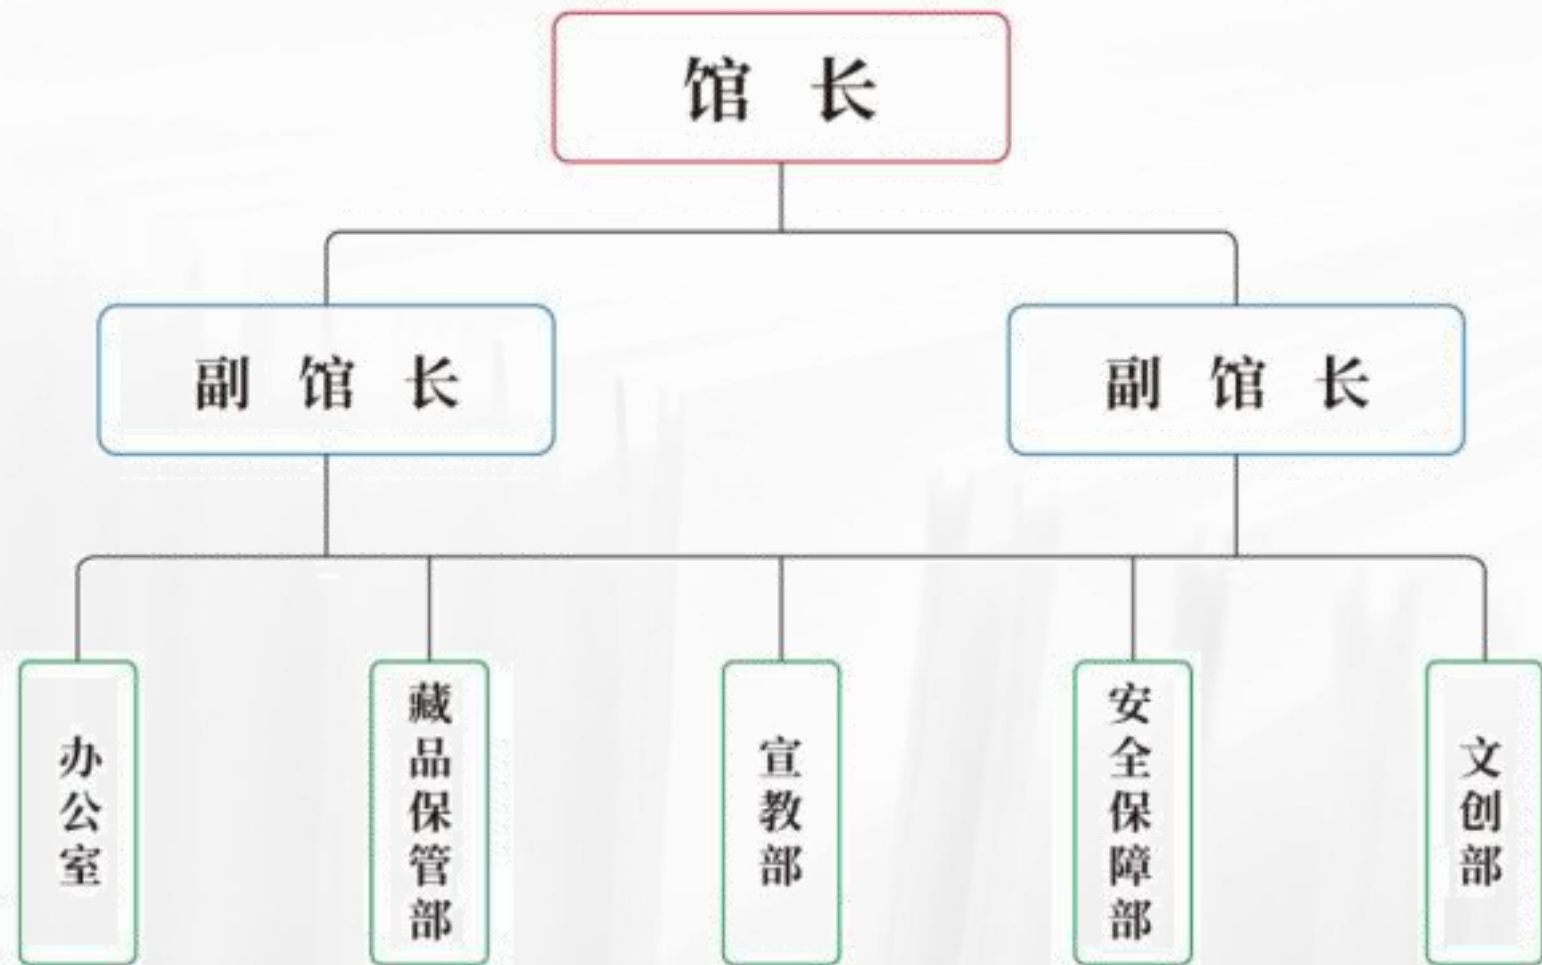 馆长
副馆长
副馆长
办公室
藏品保管部
宣教部
安全保障部
文创部